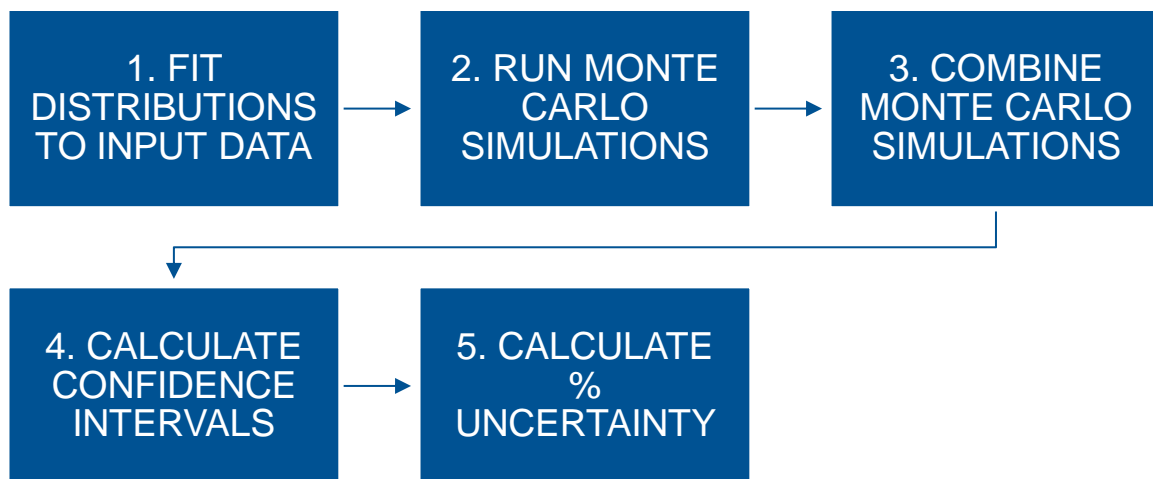 1. FIT
DISTRIBUTIONS
TO INPUT DATA
2. RUN MONTE
CARLO
SIMULATIONS
3. COMBINE
MONTE CARLO
SIMULATIONS
4. CALCULATE
CONFIDENCE
INTERVALS
5. CALCULATE
%
UNCERTAINTY